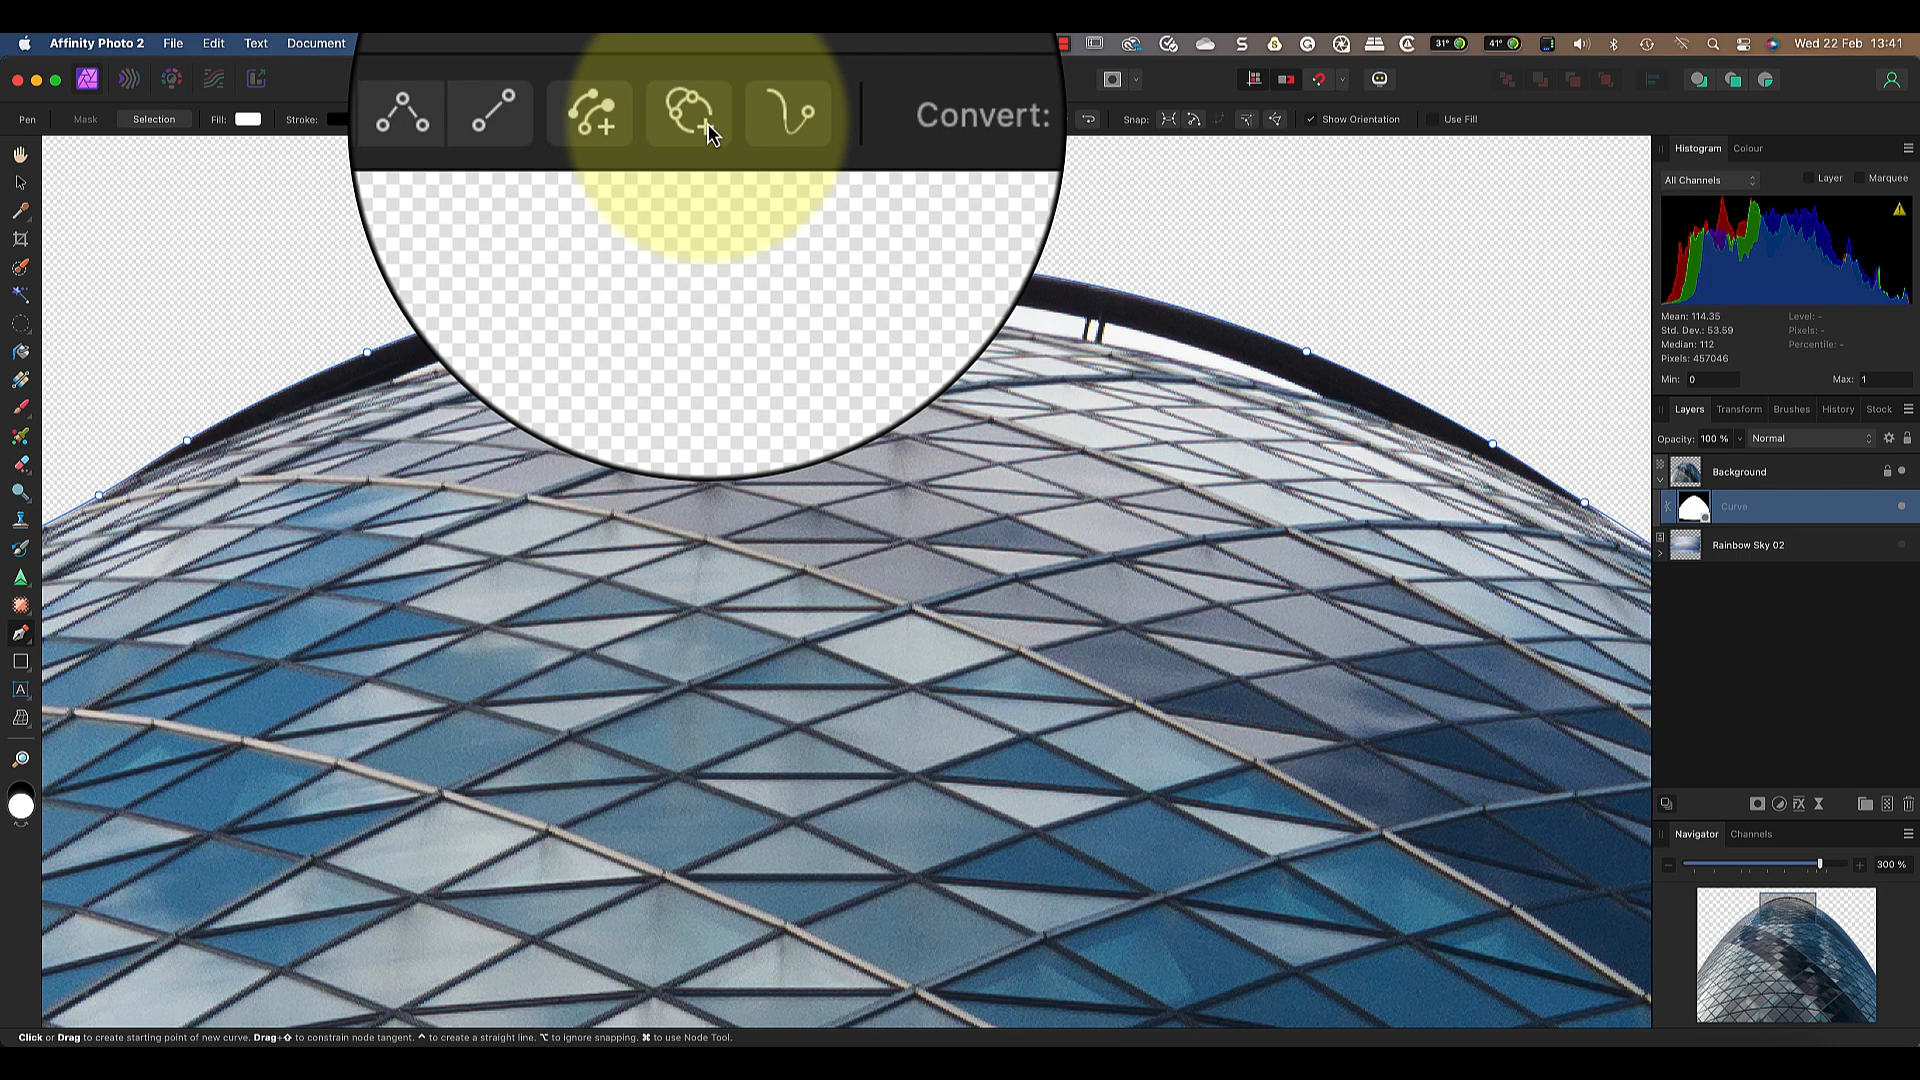 Affinity Photo 2 File Edit Text Document
31° 41° Wed 22 Feb 13:41
Pen Mask Selection Fill: Stroke:
Convert:
Snap: Show Orientation Use Fill
Histogram Colour
All Channels Layer Marquee
Mean: 114.35 Level: -
Std. Dev.: 53.59 Pixels: -
Median: 112 Percentile: -
Pixels: 457046
Min: 0 Max: 1
Layers Transform Brushes History Stock
Opacity: 100 % Normal
Background
Curve
Rainbow Sky 02
FX
Navigator Channels
300 %
Click or Drag to create starting point of new curve. Drag+⇧ to constrain node tangent. ^ to create a straight line. ⌥ to ignore snapping. ⌘ to use Node Tool.